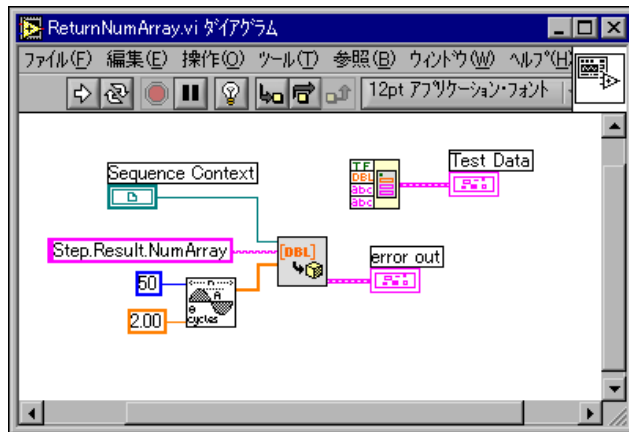 ReturnNumArray.vi ﾀﾞｲｱｸﾞﾗﾑ
ﾌｧｲﾙ(F) 編集(E) 操作(O) ﾂｰﾙ(T) 参照(B) ｳｨﾝﾄﾞｳ(W) ﾍﾙﾌﾟ(H)
12pt ｱﾌﾟﾘｹｰｼｮﾝ･ﾌｫﾝﾄ
Sequence Context
TF
DBL
abc
abc
Test Data
Step.Result.NumArray
[DBL]
error out
50
n
A
θ
cycles
2.00